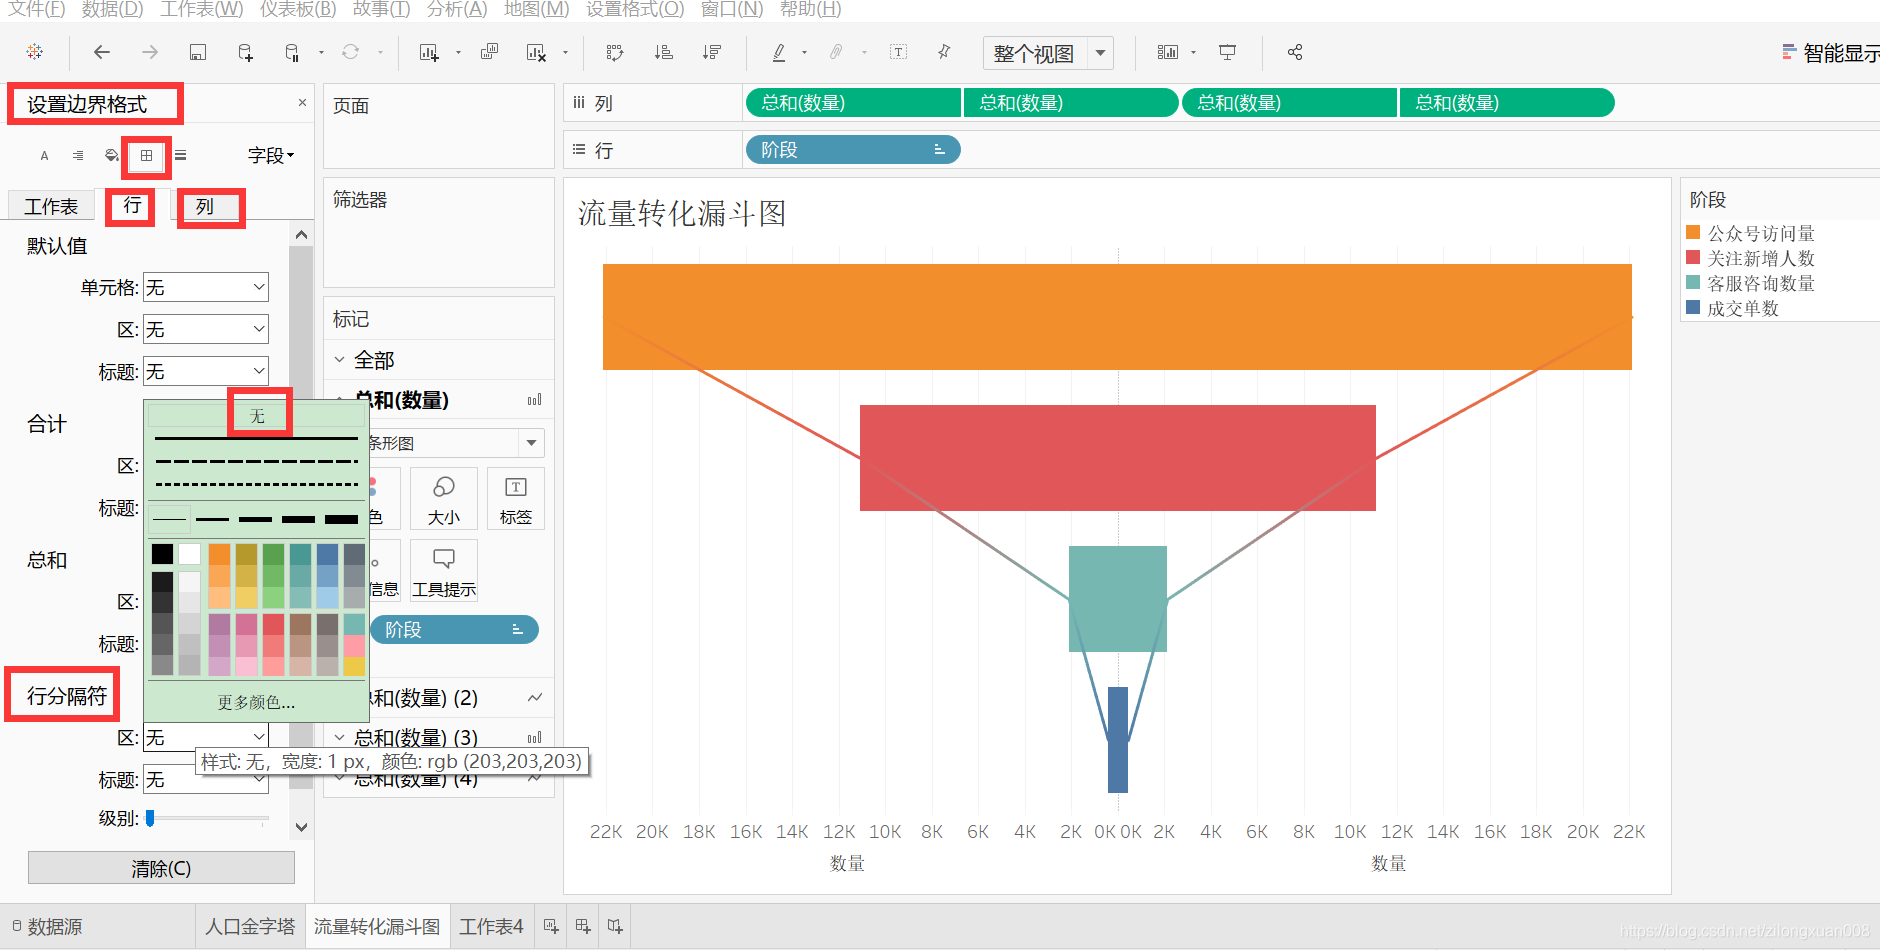 文件(F) 数据(D) 工作表(W) 仪表板(B) 故事(T) 分析(A) 地图(M) 设置格式(O) 窗口(N) 帮助(H)
整个视图
智能显示
设置边界格式 ×
A
字段
工作表 行 列
默认值
单元格: 无
区: 无
标题: 无
合计
无
区:
标题:
总和
区:
标题:
更多颜色...
行分隔符
区: 无
样式: 无，宽度: 1 px，颜色: rgb (203,203,203)
标题: 无
级别:
清除(C)
页面
筛选器
标记
全部
总和(数量)
条形图
色 大小 标签
信息 工具提示
阶段
总和(数量) (2)
总和(数量) (3)
总和(数量) (4)
iii 列 总和(数量) 总和(数量) 总和(数量) 总和(数量)
行 阶段
流量转化漏斗图
22K 20K 18K 16K 14K 12K 10K 8K 6K 4K 2K 0K 0K 2K 4K 6K 8K 10K 12K 14K 16K 18K 20K 22K
数量 数量
阶段
公众号访问量
关注新增人数
客服咨询数量
成交单数
数据源 人口金字塔 流量转化漏斗图 工作表4
https://blog.csdn.net/zilongxuan008